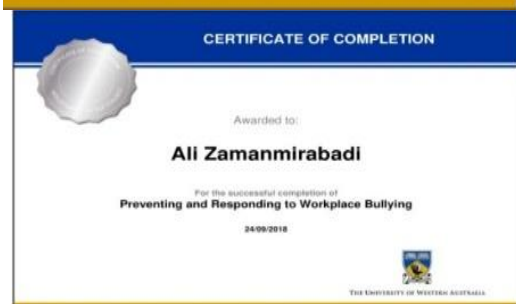 CERTIFICATE OF COMPLETION
Awarded to:
Ali Zamanmirabadi
For the successful completion of
Preventing and Responding to Workplace Bullying
24/09/2018
THE UNIVERSITY OF WESTERN AUSTRALIA